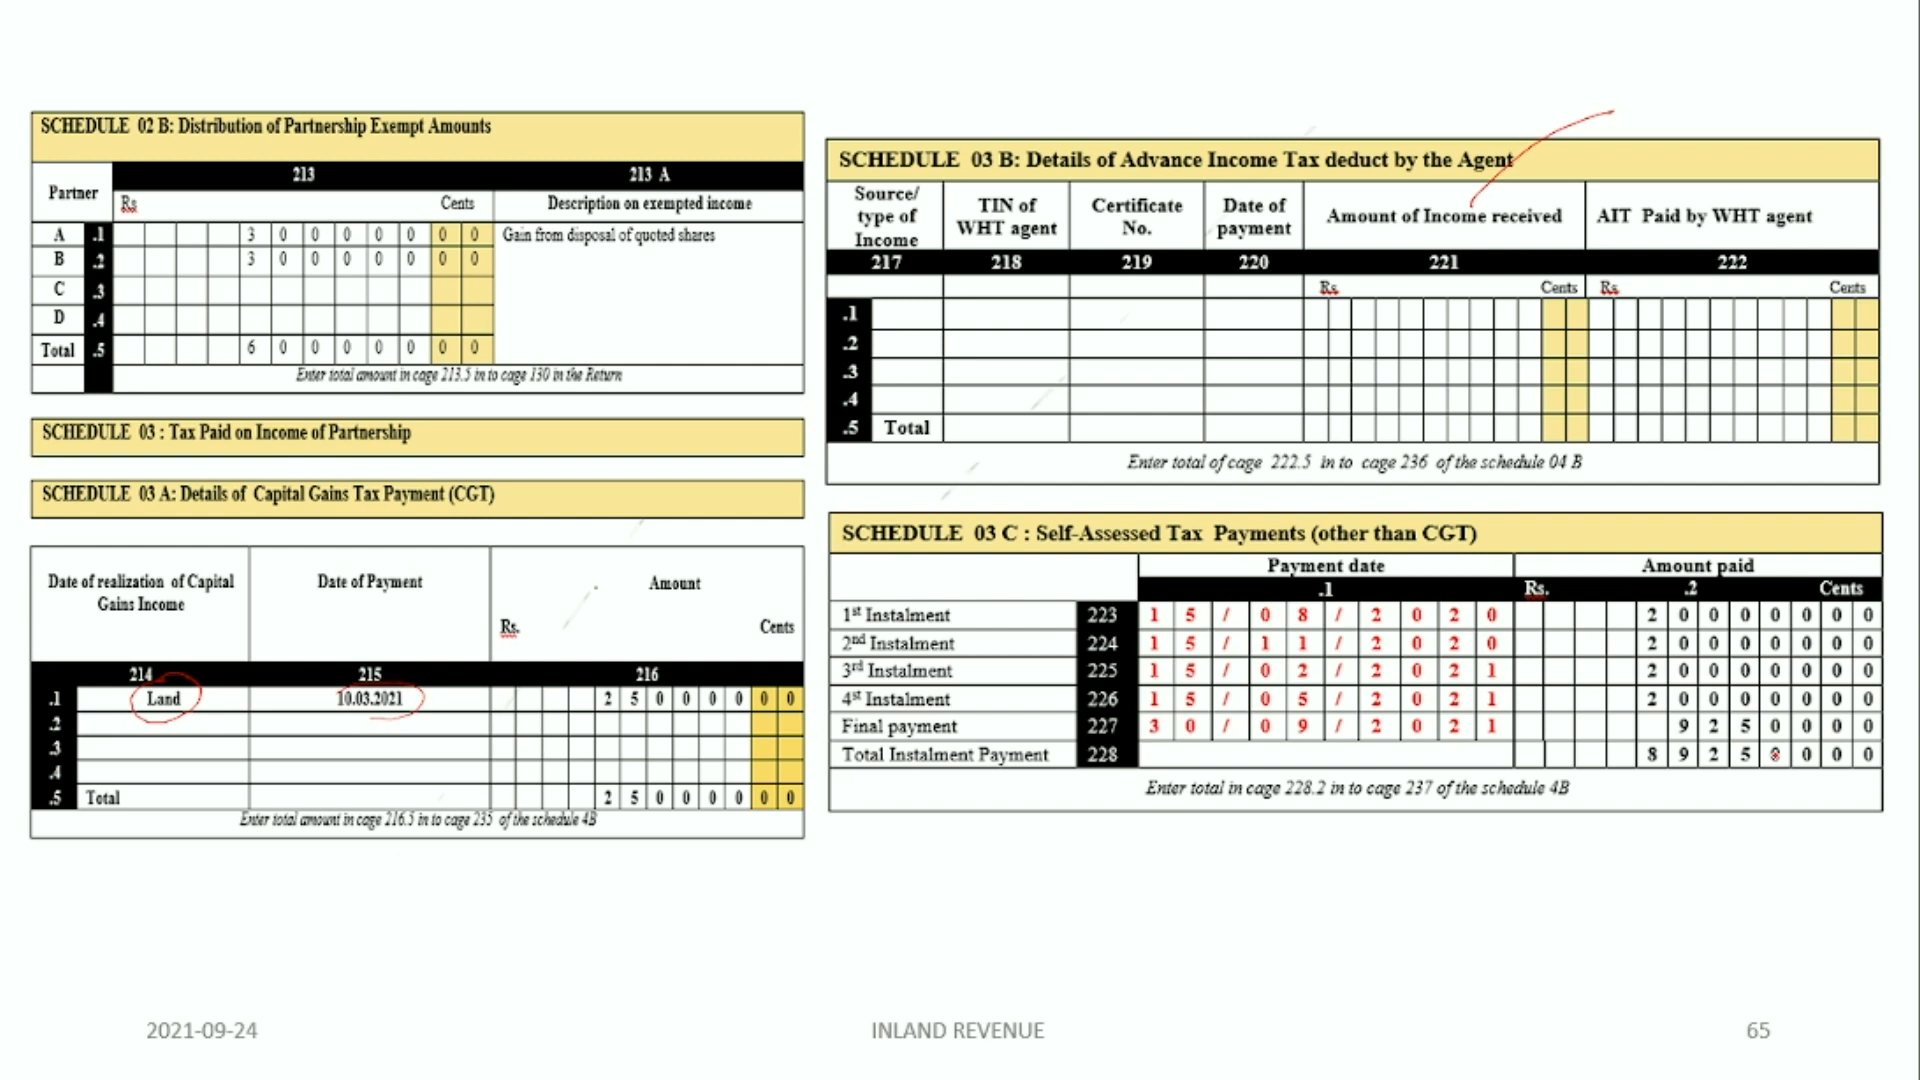 SCHEDULE 02 B: Distribution of Partnership Exempt Amounts
Partner 213 213 A
Rs Cents Description on exempted income
A .1 3 0 0 0 0 0 0 0 Gain from disposal of quoted shares
B .2 3 0 0 0 0 0 0 0
C .3
D .4
Total .5 6 0 0 0 0 0 0 0
Enter total amount in cage 213.5 in to cage 130 in the Return
SCHEDULE 03 : Tax Paid on Income of Partnership
SCHEDULE 03 A: Details of Capital Gains Tax Payment (CGT)
Date of realization of Capital Gains Income Date of Payment Amount
Rs. Cents
214 215 216
.1 Land 10.03.2021 2 5 0 0 0 0 0 0
.2
.3
.4
.5 Total 2 5 0 0 0 0 0 0
Enter total amount in cage 216.5 in to cage 235 of the schedule 4B
SCHEDULE 03 B: Details of Advance Income Tax deduct by the Agent
Source/ type of Income TIN of WHT agent Certificate No. Date of payment Amount of Income received AIT Paid by WHT agent
217 218 219 220 221 222
Rs Cents Rs Cents
.1
.2
.3
.4
.5 Total
Enter total of cage 222.5 in to cage 236 of the schedule 04 B
SCHEDULE 03 C : Self-Assessed Tax Payments (other than CGT)
Payment date Amount paid
.1 Rs. .2 Cents
1st Instalment 223 1 5 / 0 8 / 2 0 2 0 2 0 0 0 0 0 0 0
2nd Instalment 224 1 5 / 1 1 / 2 0 2 0 2 0 0 0 0 0 0 0
3rd Instalment 225 1 5 / 0 2 / 2 0 2 1 2 0 0 0 0 0 0 0
4st Instalment 226 1 5 / 0 5 / 2 0 2 1 2 0 0 0 0 0 0 0
Final payment 227 3 0 / 0 9 / 2 0 2 1 9 2 5 0 0 0 0
Total Instalment Payment 228 8 9 2 5 0 0 0
Enter total in cage 228.2 in to cage 237 of the schedule 4B
2021-09-24 INLAND REVENUE 65